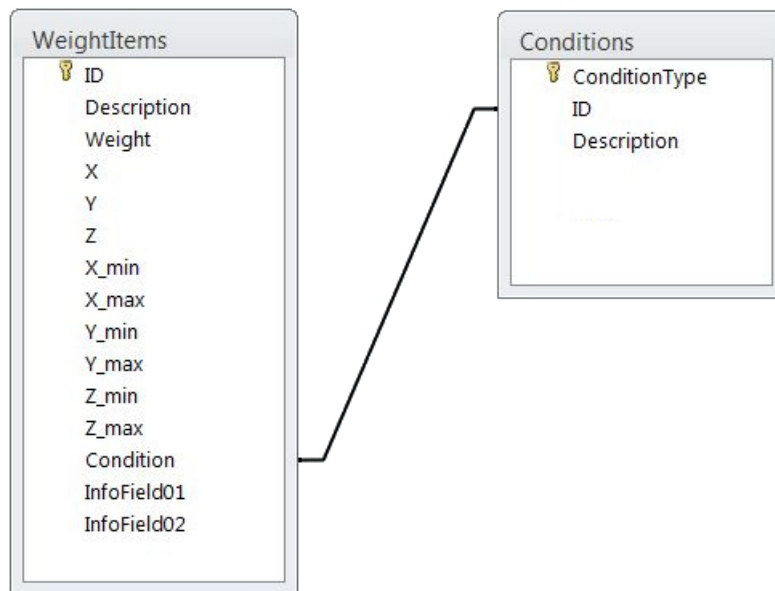 WeightItems
ID
Description
Weight
X
Y
Z
X_min
X_max
Y_min
Y_max
Z_min
Z_max
Condition
InfoField01
InfoField02
Conditions
ConditionType
ID
Description